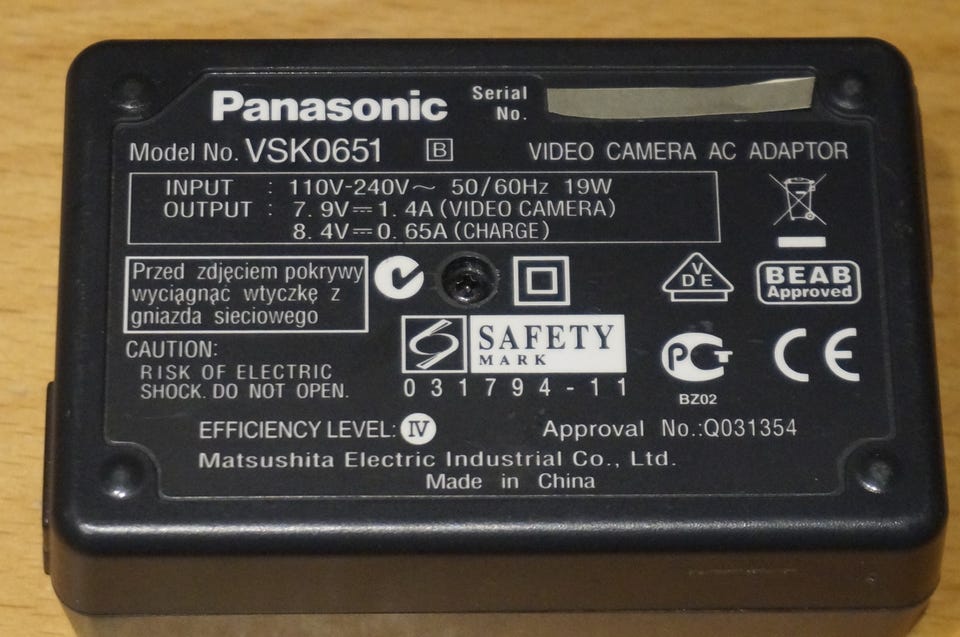 Panasonic
Serial No.
Model No. VSK0651 B VIDEO CAMERA AC ADAPTOR
INPUT : 110V-240V～ 50/60Hz 19W
OUTPUT : 7.9V⎓1.4A (VIDEO CAMERA)
8.4V⎓0.65A (CHARGE)
Przed zdjęciem pokrywy
wyciągnąć wtyczkę z
gniazda sieciowego
VDE
BEAB
Approved
SAFETY
MARK
031794-11
CAUTION:
RISK OF ELECTRIC
SHOCK. DO NOT OPEN.
PCT
BZ02
CE
EFFICIENCY LEVEL: IV
Approval No.:Q031354
Matsushita Electric Industrial Co., Ltd.
Made in China